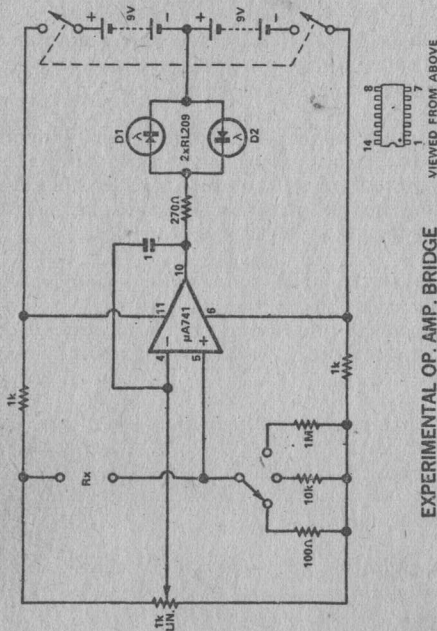 +
9V
−
+
9V
−
D1
λ
2xRL209
λ
D2
270Ω
1
10
11
µA741
6
4
−
5
+
1k
1k
Rx
1M
10k
100Ω
1k
LIN.
14
8
1
7
VIEWED FROM ABOVE
EXPERIMENTAL OP. AMP. BRIDGE